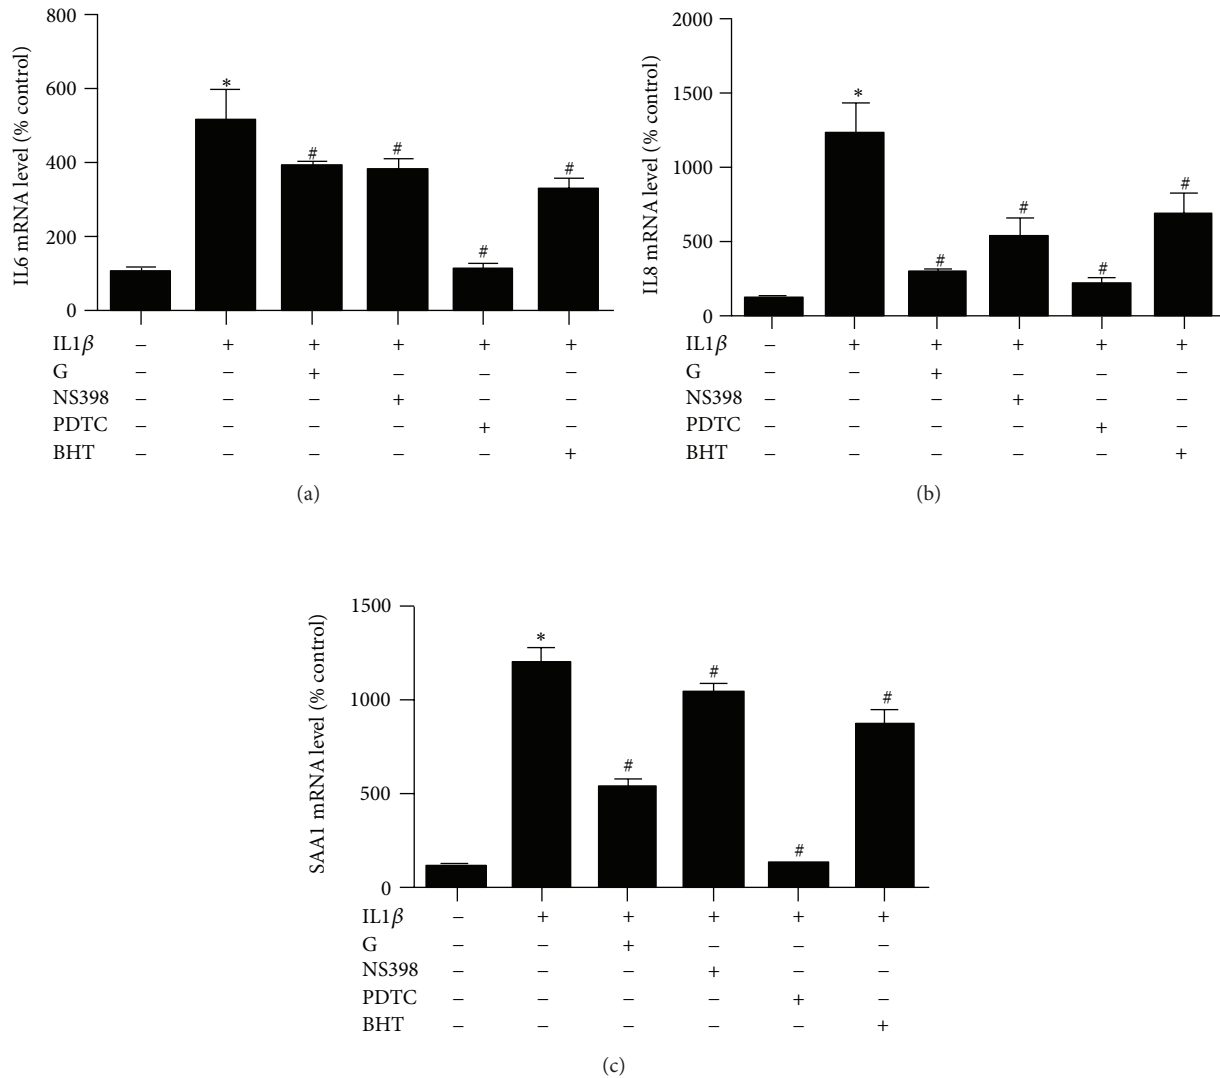 IL6 mRNA level (% control)
800
600
400
200
0
*
#
#
#
#
IL1β – + + + + +
G – – + – – –
NS398 – – – + – –
PDTC – – – – + –
BHT – – – – – +
(a)
IL8 mRNA level (% control)
2000
1500
1000
500
0
*
#
#
#
#
IL1β – + + + + +
G – – + – – –
NS398 – – – + – –
PDTC – – – – + –
BHT – – – – – +
(b)
SAA1 mRNA level (% control)
1500
1000
500
0
*
#
#
#
#
IL1β – + + + + +
G – – + – – –
NS398 – – – + – –
PDTC – – – – + –
BHT – – – – – +
(c)